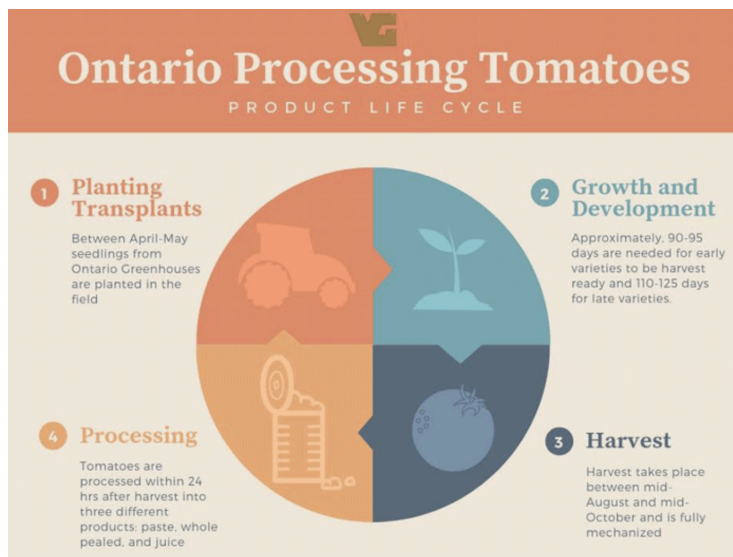 VG
Ontario Processing Tomatoes
PRODUCT LIFE CYCLE
1
Planting
Transplants
Between April-May
seedlings from
Ontario Greenhouses
are planted in the
field
2
Growth and
Development
Approximately, 90-95
days are needed for early
varieties to be harvest
ready and 110-125 days
for late varieties.
3
Harvest
Harvest takes place
between mid-
August and mid-
October and is fully
mechanized
4
Processing
Tomatoes are
processed within 24
hrs after harvest into
three different
products: paste, whole
pealed, and juice